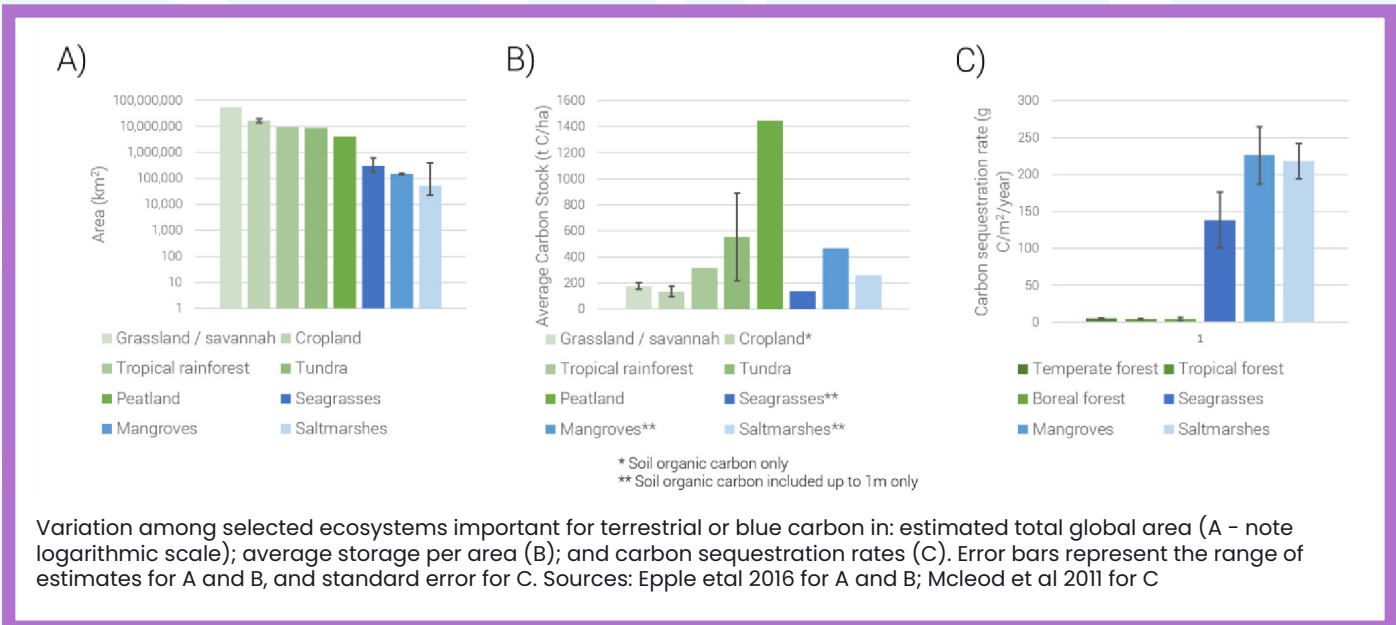 A)
Area (km²)
100,000,000
10,000,000
1,000,000
100,000
10,000
1,000
100
10
1
Grassland / savannah Cropland
Tropical rainforest Tundra
Peatland Seagrasses
Mangroves Saltmarshes
B)
Average Carbon Stock (t C/ha)
1600
1400
1200
1000
800
600
400
200
0
Grassland / savannah Cropland*
Tropical rainforest Tundra
Peatland Seagrasses**
Mangroves** Saltmarshes**
* Soil organic carbon only
** Soil organic carbon included up to 1m only
C)
Carbon sequestration rate (g
C/m²/year)
300
250
200
150
100
50
0
1
Temperate forest Tropical forest
Boreal forest Seagrasses
Mangroves Saltmarshes
Variation among selected ecosystems important for terrestrial or blue carbon in: estimated total global area (A - note
logarithmic scale); average storage per area (B); and carbon sequestration rates (C). Error bars represent the range of
estimates for A and B, and standard error for C. Sources: Epple etal 2016 for A and B; Mcleod et al 2011 for C